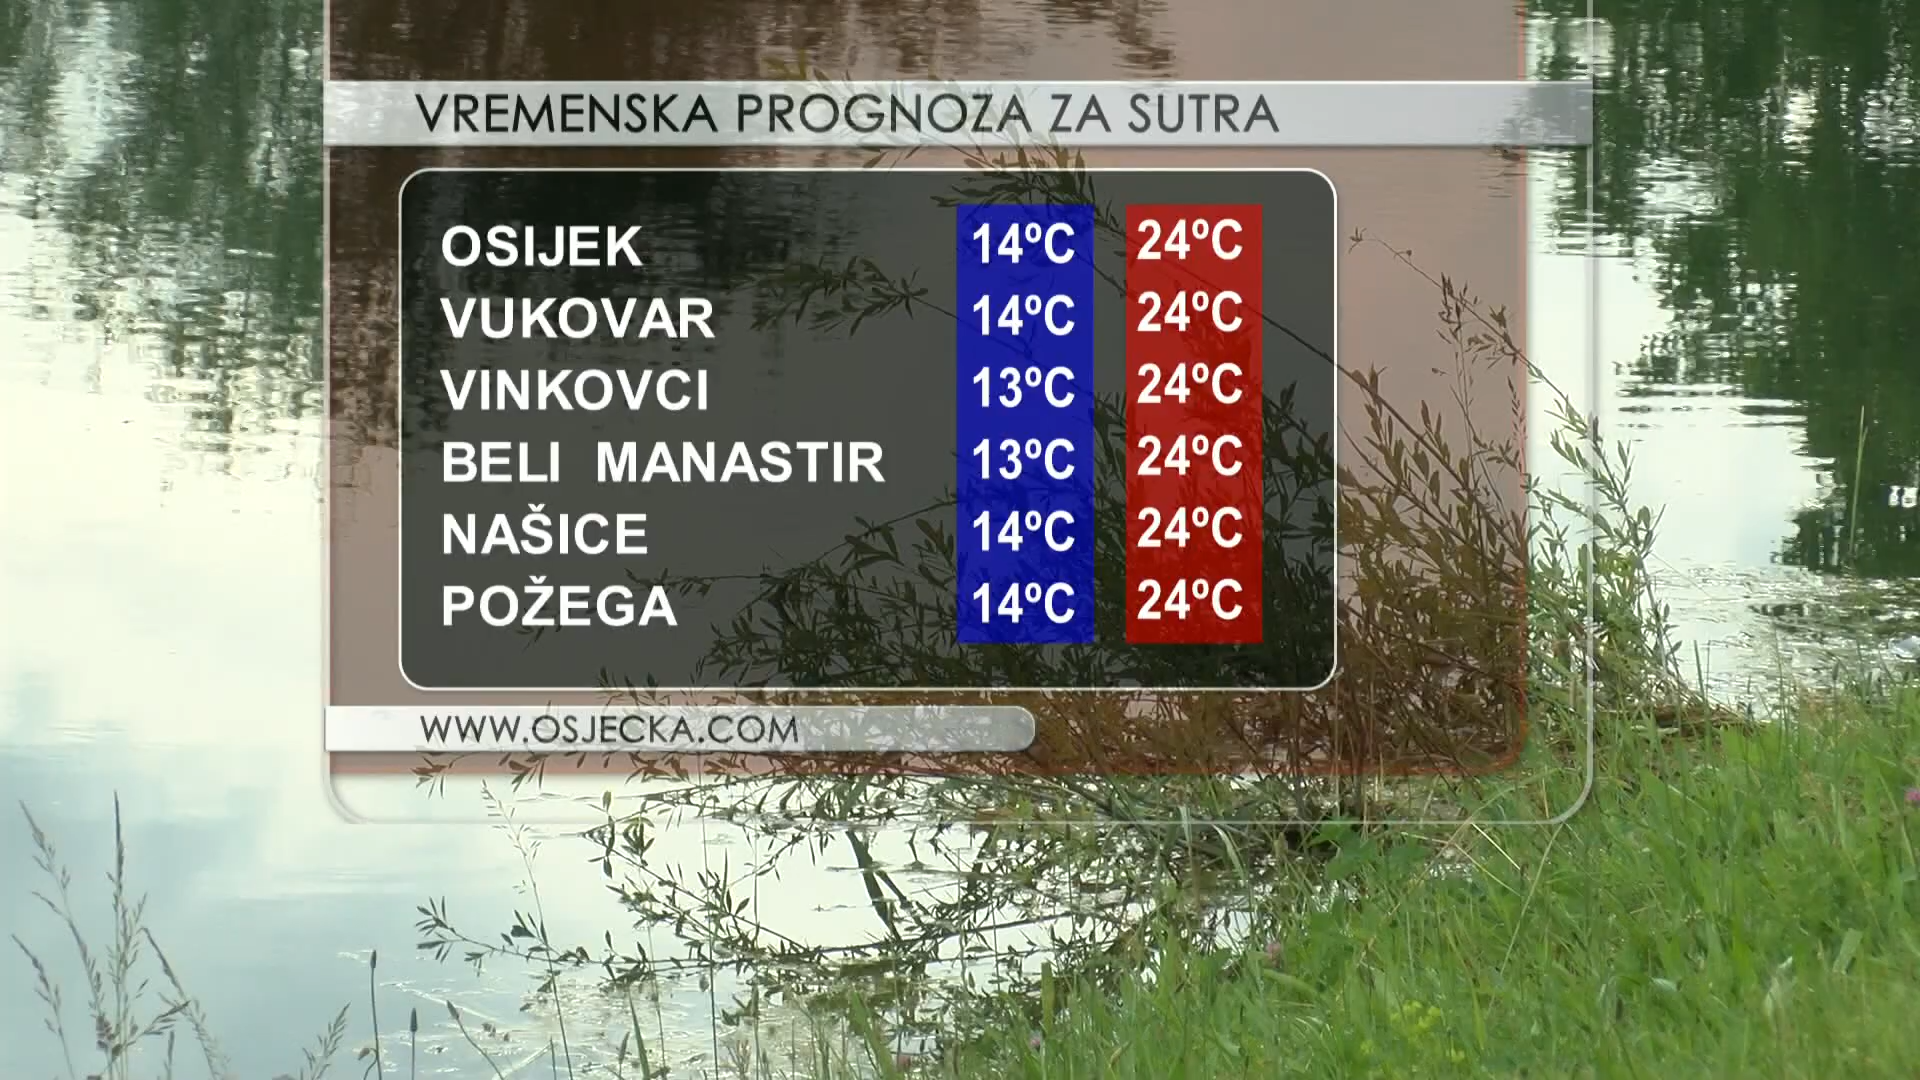 VREMENSKA PROGNOZA ZA SUTRA
OSIJEK 14ºC 24ºC
VUKOVAR 14ºC 24ºC
VINKOVCI 13ºC 24ºC
BELI MANASTIR 13ºC 24ºC
NAŠICE 14ºC 24ºC
POŽEGA 14ºC 24ºC
WWW.OSJECKA.COM